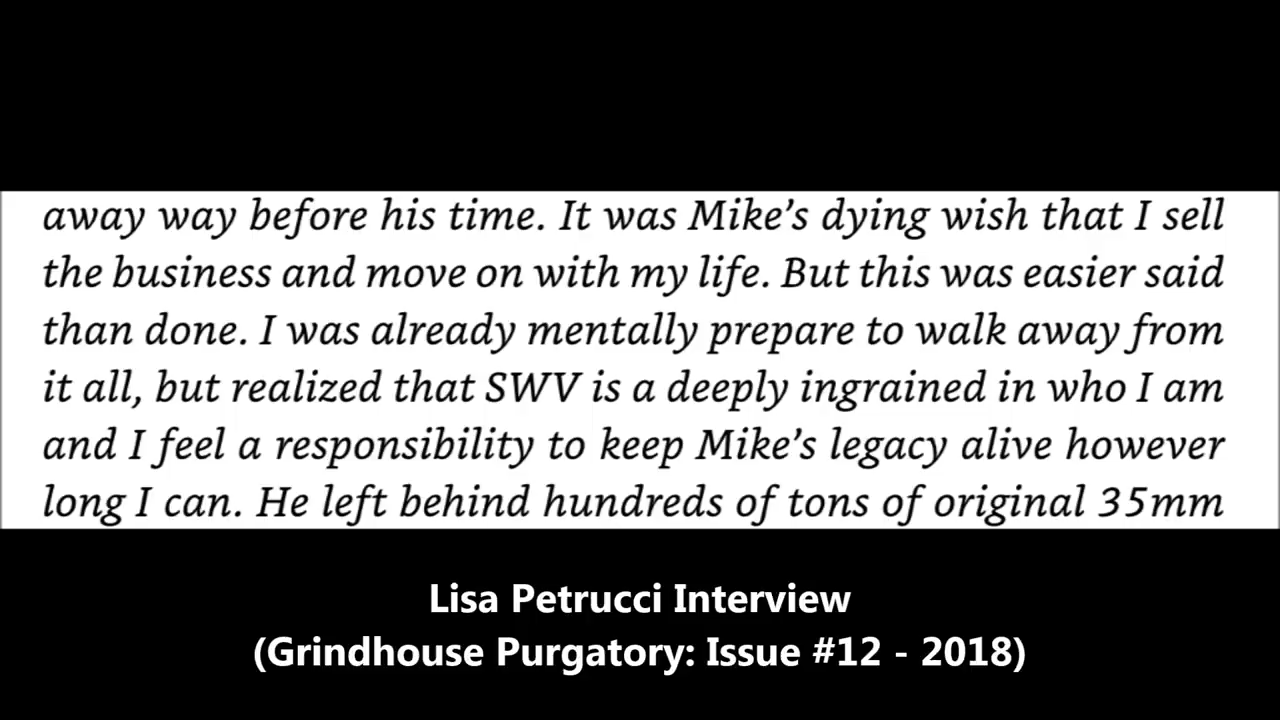 away way before his time. It was Mike’s dying wish that I sell
the business and move on with my life. But this was easier said
than done. I was already mentally prepare to walk away from
it all, but realized that SWV is a deeply ingrained in who I am
and I feel a responsibility to keep Mike’s legacy alive however
long I can. He left behind hundreds of tons of original 35mm
Lisa Petrucci Interview
(Grindhouse Purgatory: Issue #12 - 2018)